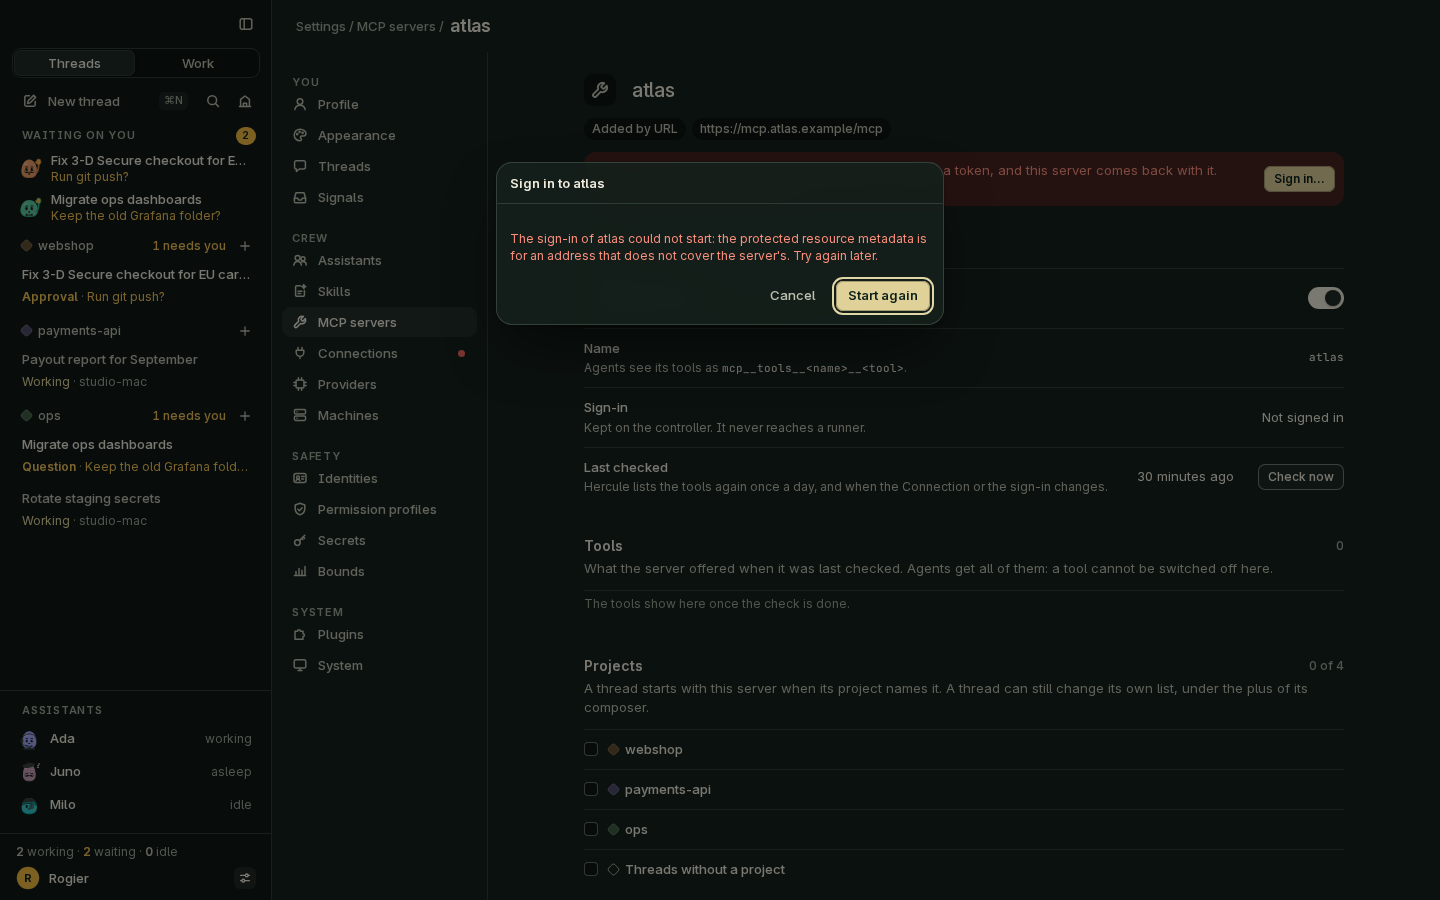 Threads
Work
New thread
⌘N
WAITING ON YOU
2
Fix 3-D Secure checkout for E…
Run git push?
Migrate ops dashboards
Keep the old Grafana folder?
webshop
1 needs you
Fix 3-D Secure checkout for EU car…
Approval · Run git push?
payments-api
Payout report for September
Working · studio-mac
ops
1 needs you
Migrate ops dashboards
Question · Keep the old Grafana fold…
Rotate staging secrets
Working · studio-mac
ASSISTANTS
Ada
working
Juno
asleep
Milo
idle
2 working · 2 waiting · 0 idle
R
Rogier
Settings / MCP servers / atlas
YOU
Profile
Appearance
Threads
Signals
CREW
Assistants
Skills
MCP servers
Connections
Providers
Machines
SAFETY
Identities
Permission profiles
Secrets
Bounds
SYSTEM
Plugins
System
atlas
Added by URL
https://mcp.atlas.example/mcp
a token, and this server comes back with it.
Sign in…
Sign in to atlas
The sign-in of atlas could not start: the protected resource metadata is
for an address that does not cover the server's. Try again later.
Cancel
Start again
Name
Agents see its tools as mcp__tools__<name>__<tool>.
atlas
Sign-in
Kept on the controller. It never reaches a runner.
Not signed in
Last checked
Hercule lists the tools again once a day, and when the Connection or the sign-in changes.
30 minutes ago
Check now
Tools
0
What the server offered when it was last checked. Agents get all of them: a tool cannot be switched off here.
The tools show here once the check is done.
Projects
0 of 4
A thread starts with this server when its project names it. A thread can still change its own list, under the plus of its
composer.
webshop
payments-api
ops
Threads without a project